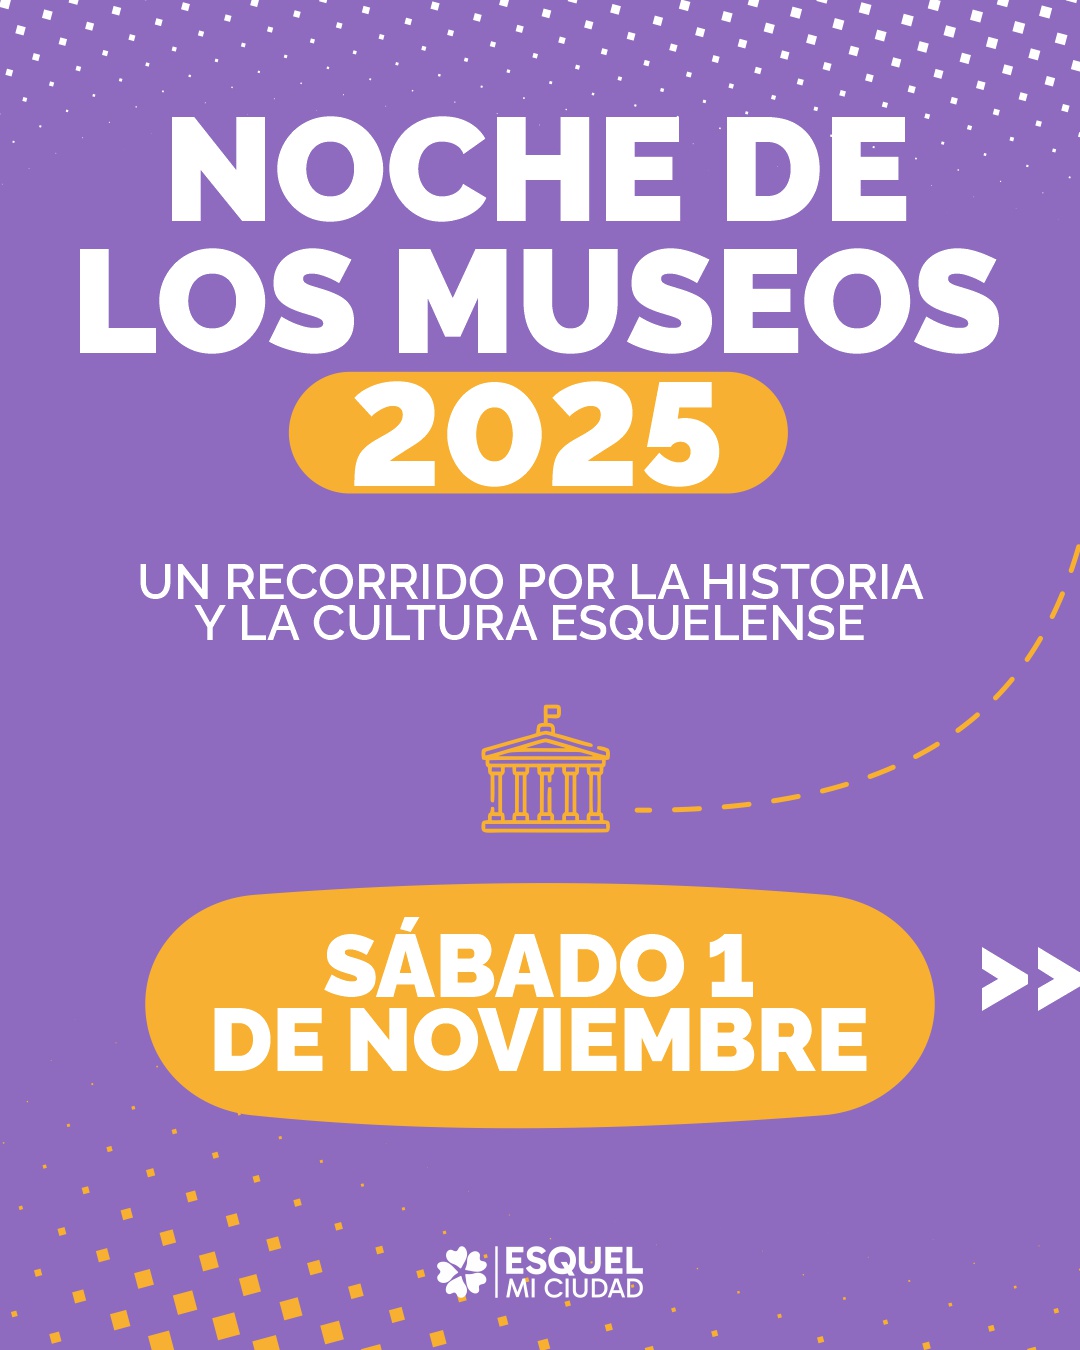 NOCHE DE
LOS MUSEOS
2025
UN RECORRIDO POR LA HISTORIA
Y LA CULTURA ESQUELENSE
SÁBADO 1
DE NOVIEMBRE
ESQUEL
MI CIUDAD